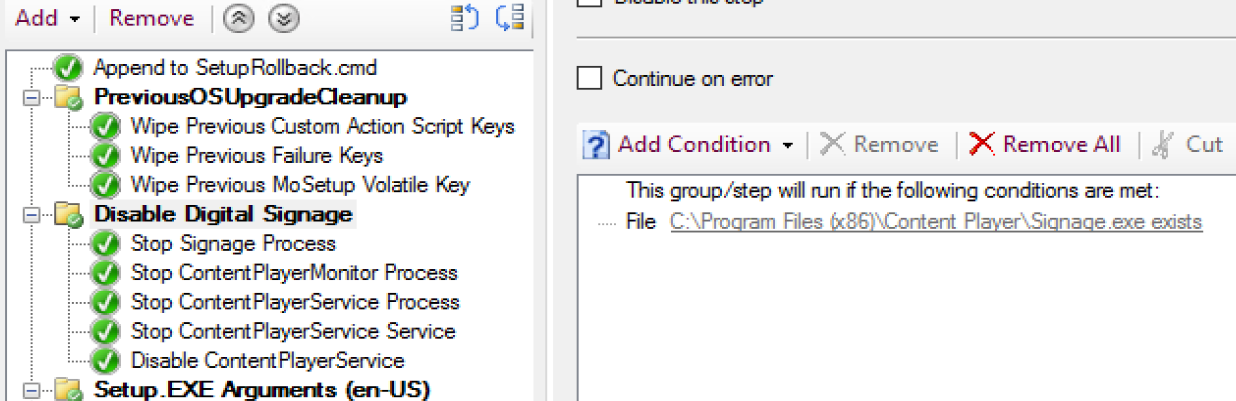 Add
Remove
Append to SetupRollback.cmd
PreviousOSUpgradeCleanup
Wipe Previous Custom Action Script Keys
Wipe Previous Failure Keys
Wipe Previous MoSetup Volatile Key
Disable Digital Signage
Stop Signage Process
Stop ContentPlayerMonitor Process
Stop ContentPlayerService Process
Stop ContentPlayerService Service
Disable ContentPlayerService
Setup.EXE Arguments (en-US)
Disable this step
Continue on error
Add Condition
Remove
Remove All
Cut
This group/step will run if the following conditions are met:
File C:\Program Files (x86)\Content Player\Signage.exe exists